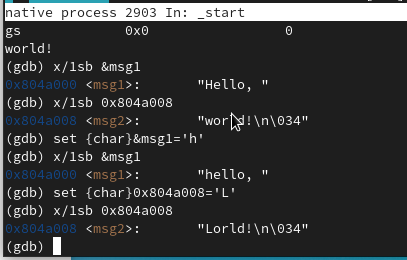 native process 2903 In: _start
gs 0x0 0
world!
(gdb) x/1sb &msg1
0x804a000 <msg1>: "Hello, "
(gdb) x/1sb 0x804a008
0x804a008 <msg2>: "world!\n\034"
(gdb) set {char}&msg1='h'
(gdb) x/1sb &msg1
0x804a000 <msg1>: "hello, "
(gdb) set {char}0x804a008='L'
(gdb) x/1sb 0x804a008
0x804a008 <msg2>: "Lorld!\n\034"
(gdb)